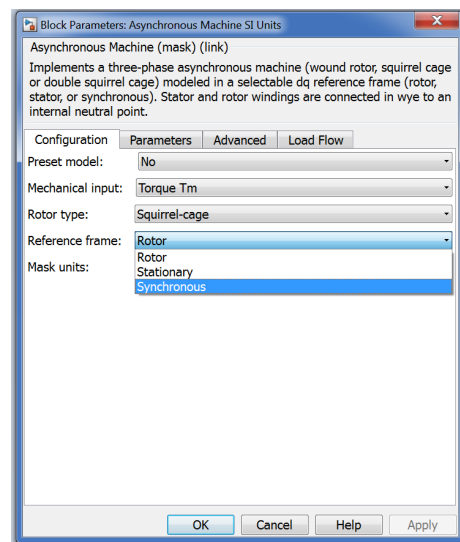 Block Parameters: Asynchronous Machine SI Units
Asynchronous Machine (mask) (link)
Implements a three-phase asynchronous machine (wound rotor, squirrel cage
or double squirrel cage) modeled in a selectable dq reference frame (rotor,
stator, or synchronous). Stator and rotor windings are connected in wye to an
internal neutral point.
Configuration Parameters Advanced Load Flow
Preset model: No
Mechanical input: Torque Tm
Rotor type: Squirrel-cage
Reference frame: Rotor
Rotor
Mask units: Stationary
Synchronous
OK Cancel Help Apply